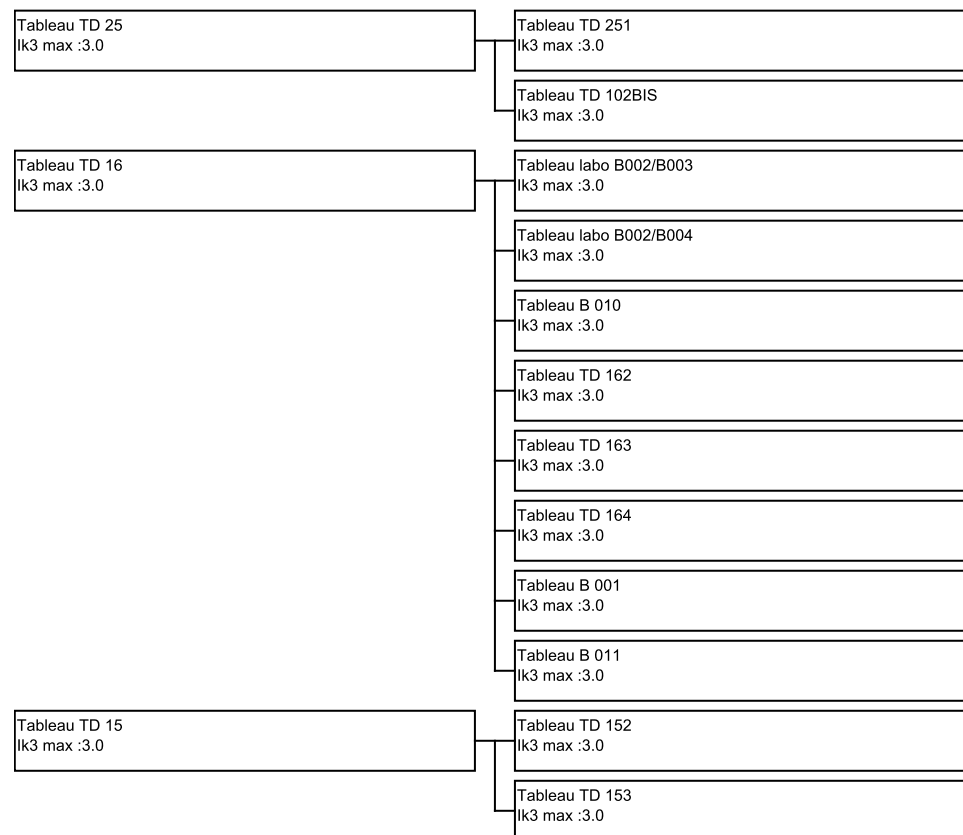 Tableau TD 25
Ik3 max :3.0
Tableau TD 251
Ik3 max :3.0
Tableau TD 102BIS
Ik3 max :3.0
Tableau TD 16
Ik3 max :3.0
Tableau labo B002/B003
Ik3 max :3.0
Tableau labo B002/B004
Ik3 max :3.0
Tableau B 010
Ik3 max :3.0
Tableau TD 162
Ik3 max :3.0
Tableau TD 163
Ik3 max :3.0
Tableau TD 164
Ik3 max :3.0
Tableau B 001
Ik3 max :3.0
Tableau B 011
Ik3 max :3.0
Tableau TD 15
Ik3 max :3.0
Tableau TD 152
Ik3 max :3.0
Tableau TD 153
Ik3 max :3.0